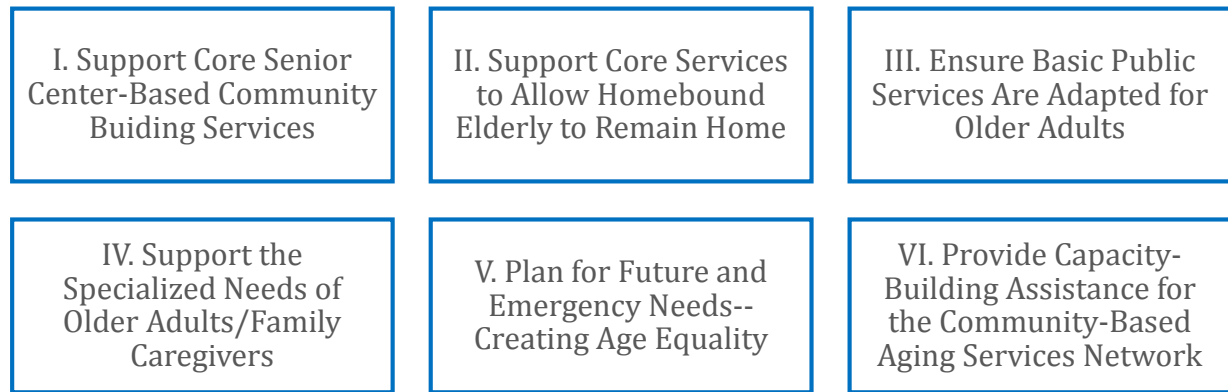 I. Support Core Senior
Center-Based Community
Buiding Services
II. Support Core Services
to Allow Homebound
Elderly to Remain Home
III. Ensure Basic Public
Services Are Adapted for
Older Adults
IV. Support the
Specialized Needs of
Older Adults/Family
Caregivers
V. Plan for Future and
Emergency Needs--
Creating Age Equality
VI. Provide Capacity-
Building Assistance for
the Community-Based
Aging Services Network